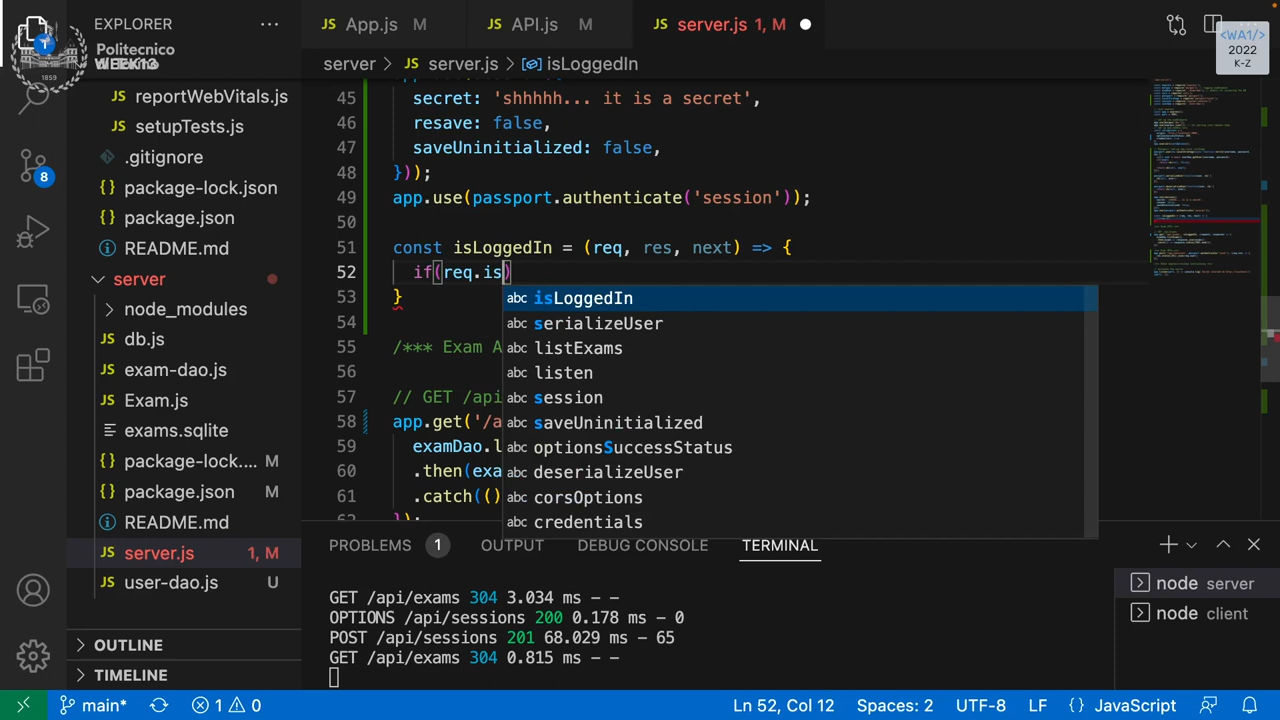 EXPLORER
Politecnico
WEEK13
1859
reportWebVitals.js
setupTests.js
.gitignore
package-lock.json
package.json
README.md
server
node_modules
db.js
exam-dao.js
Exam.js
exams.sqlite
package-lock.... M
package.json M
README.md
server.js 1, M
user-dao.js U
OUTLINE
TIMELINE
8
App.js M
API.js M
server.js 1, M
<WA1/>
2022
K-Z
server > server.js > isLoggedIn
45 secret: 'shhhhh... it is a secret',
46 resave: false,
47 saveUninitialized: false,
48 }));
49 app.use(passport.authenticate('session'));
50
51 const isLoggedIn = (req, res, next) => {
52 if(req.is
53 }
54
55 /*** Exam A
56
57 // GET /api
58 app.get('/a
59 examDao.l
60 .then(exa
61 .catch(()
62 });
abc isLoggedIn
abc serializeUser
abc listExams
abc listen
abc session
abc saveUninitialized
abc optionsSuccessStatus
abc deserializeUser
abc corsOptions
abc credentials
PROBLEMS 1 OUTPUT DEBUG CONSOLE TERMINAL
GET /api/exams 304 3.034 ms - -
OPTIONS /api/sessions 200 0.178 ms - 0
POST /api/sessions 201 68.029 ms - 65
GET /api/exams 304 0.815 ms - -
node server
node client
main* 1 0 Ln 52, Col 12 Spaces: 2 UTF-8 LF {} JavaScript